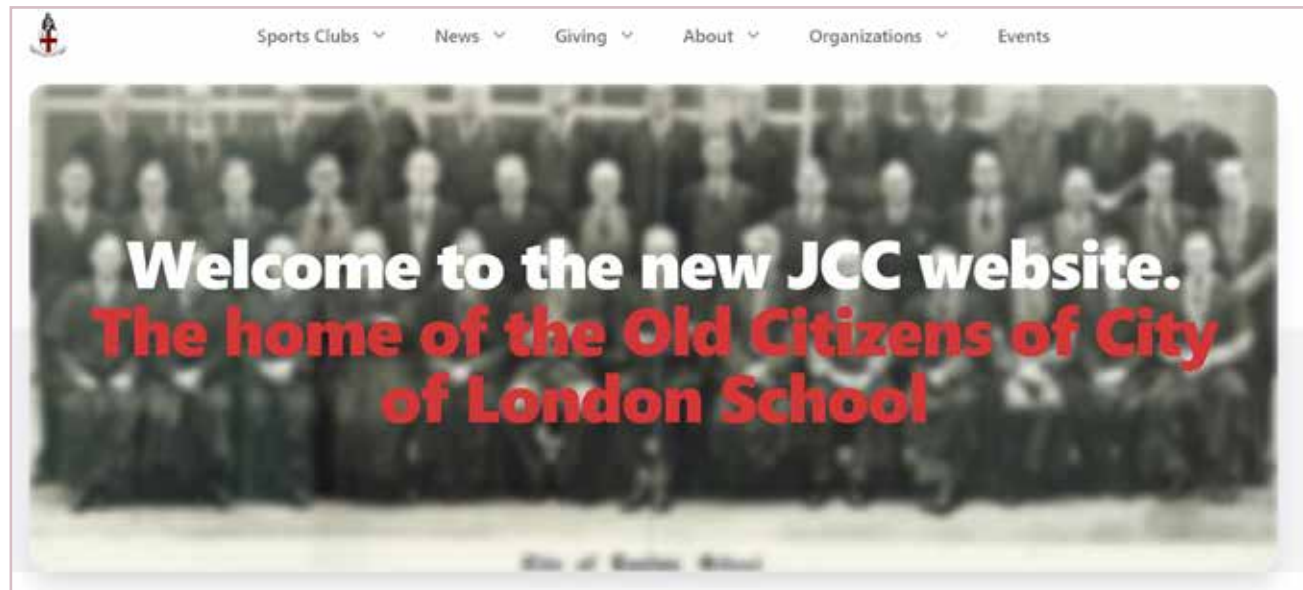 Sports Clubs News Giving About Organizations Events
Welcome to the new JCC website.
The home of the Old Citizens of City
of London School